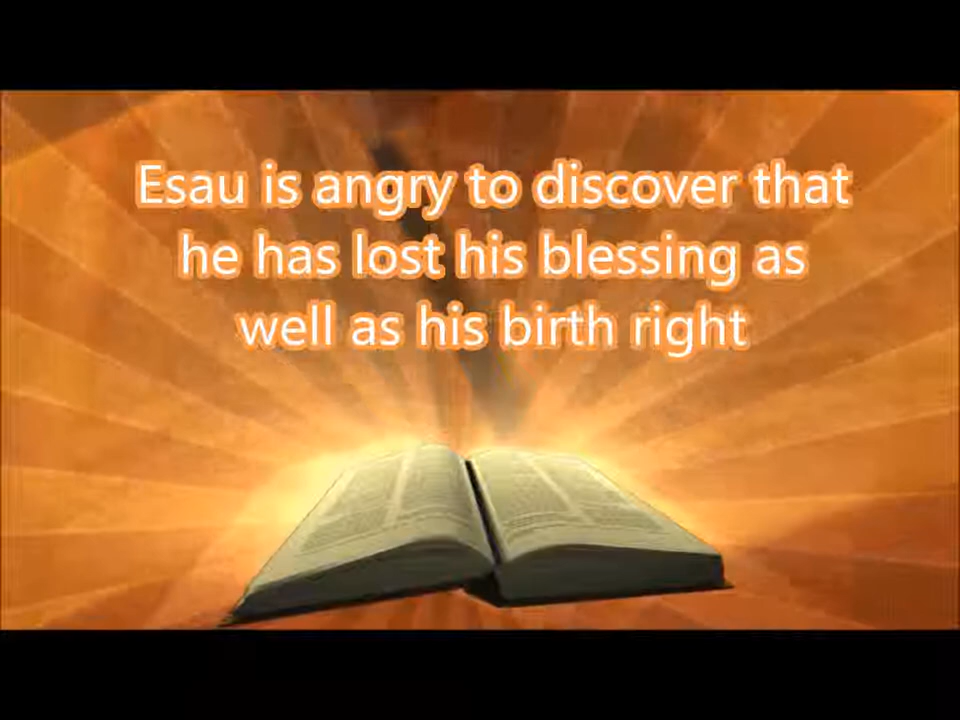 Esau is angry to discover that
he has lost his blessing as
well as his birth right